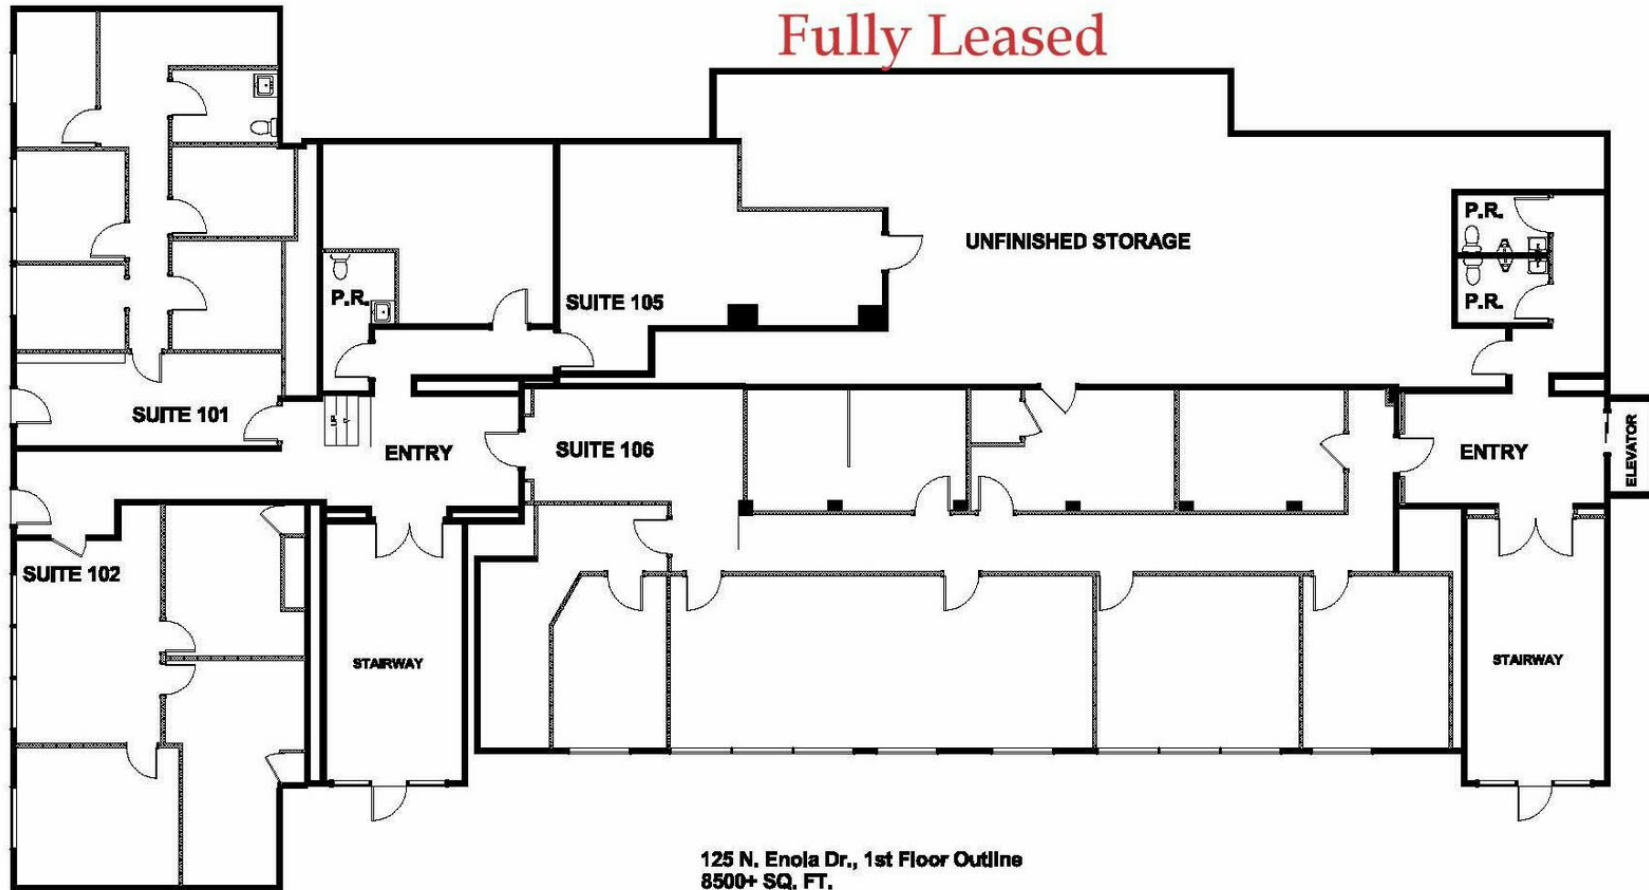 Fully Leased
P.R.
UNFINISHED STORAGE
P.R.
SUITE 105
P.R.
SUITE 101
UP
ENTRY
SUITE 106
ENTRY
ELEVATOR
SUITE 102
STAIRWAY
STAIRWAY
125 N. Enola Dr., 1st Floor Outline
8500+ SQ. FT.